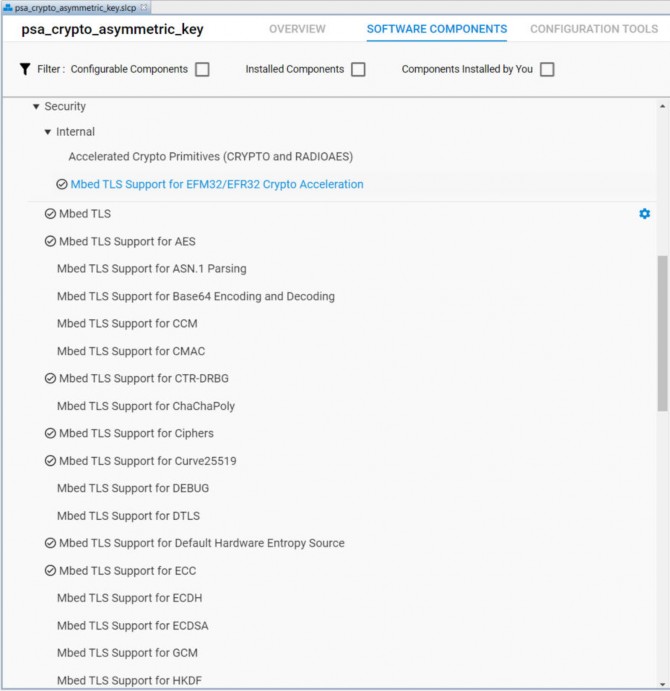 psa_crypto_asymmetric_key.slcp
psa_crypto_asymmetric_key OVERVIEW SOFTWARE COMPONENTS CONFIGURATION TOOLS
Filter : Configurable Components Installed Components Components Installed by You
Security
Internal
Accelerated Crypto Primitives (CRYPTO and RADIOAES)
Mbed TLS Support for EFM32/EFR32 Crypto Acceleration
Mbed TLS
Mbed TLS Support for AES
Mbed TLS Support for ASN.1 Parsing
Mbed TLS Support for Base64 Encoding and Decoding
Mbed TLS Support for CCM
Mbed TLS Support for CMAC
Mbed TLS Support for CTR-DRBG
Mbed TLS Support for ChaChaPoly
Mbed TLS Support for Ciphers
Mbed TLS Support for Curve25519
Mbed TLS Support for DEBUG
Mbed TLS Support for DTLS
Mbed TLS Support for Default Hardware Entropy Source
Mbed TLS Support for ECC
Mbed TLS Support for ECDH
Mbed TLS Support for ECDSA
Mbed TLS Support for GCM
Mbed TLS Support for HKDF